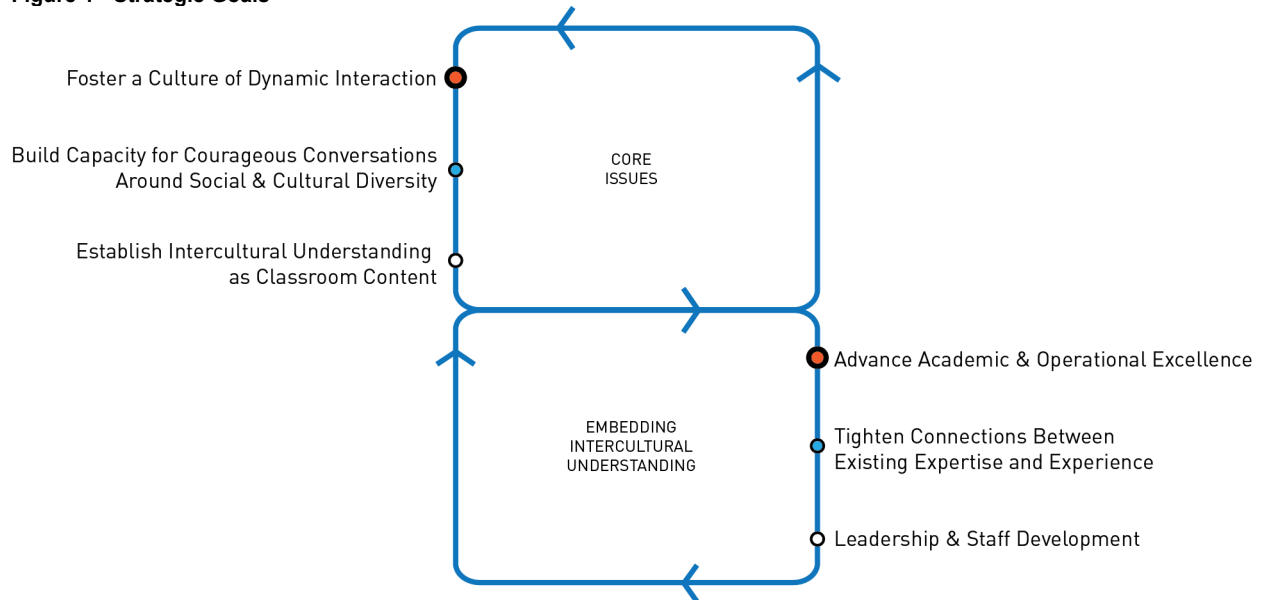 Foster a Culture of Dynamic Interaction
Build Capacity for Courageous Conversations
Around Social & Cultural Diversity
Establish Intercultural Understanding
as Classroom Content
CORE
ISSUES
EMBEDDING
INTERCULTURAL
UNDERSTANDING
Advance Academic & Operational Excellence
Tighten Connections Between
Existing Expertise and Experience
Leadership & Staff Development